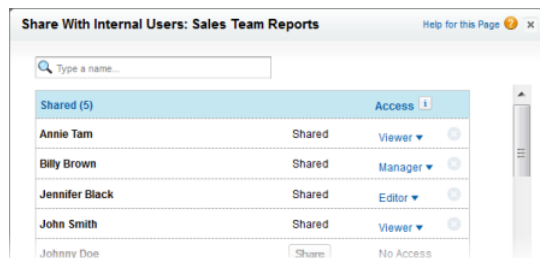 Share With Internal Users: Sales Team Reports Help for this Page ? x
Type a name...
Shared (5) Access i
Annie Tam Shared Viewer
Billy Brown Shared Manager
Jennifer Black Shared Editor
John Smith Shared Viewer
Johnny Doe Share No Access